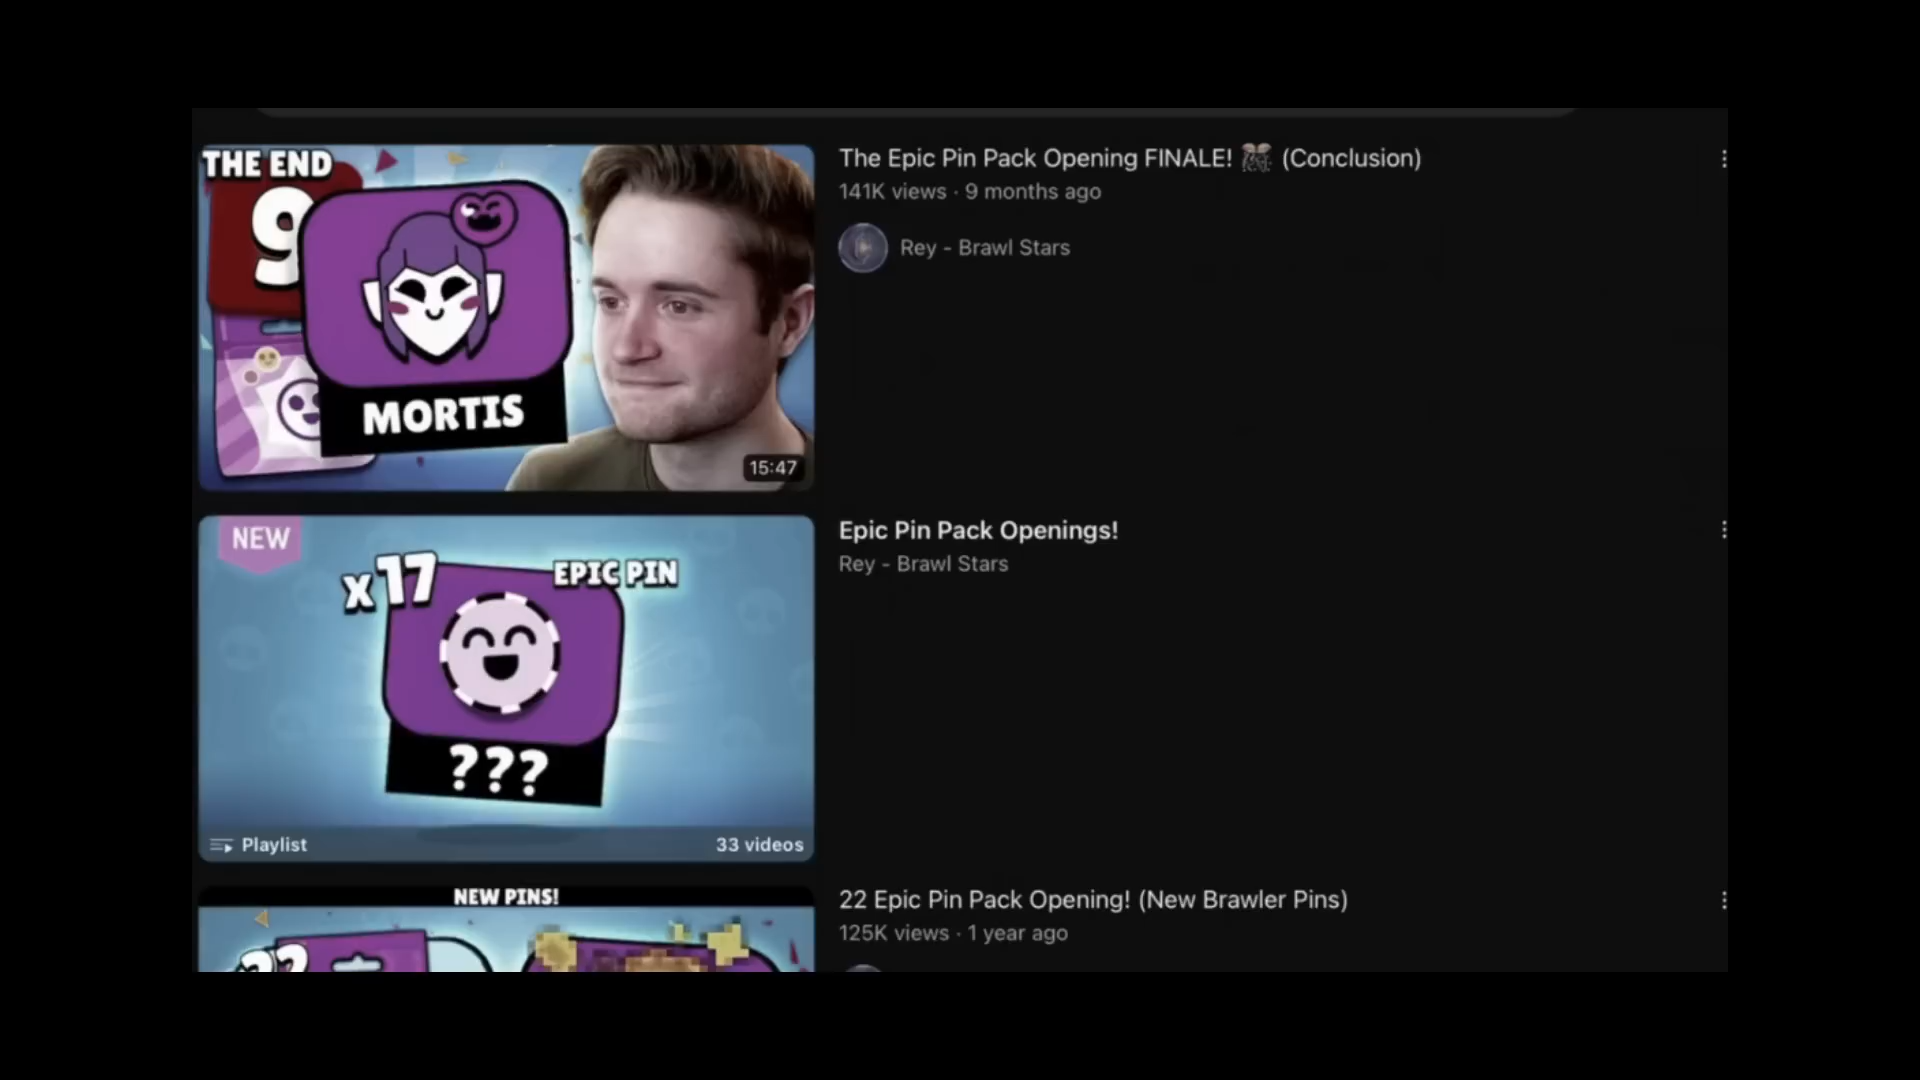 THE END
9
MORTIS
15:47
The Epic Pin Pack Opening FINALE! (Conclusion)
141K views · 9 months ago
Rey - Brawl Stars
NEW
x17
EPIC PIN
???
Playlist
33 videos
Epic Pin Pack Openings!
Rey - Brawl Stars
NEW PINS!
22
22 Epic Pin Pack Opening! (New Brawler Pins)
125K views · 1 year ago